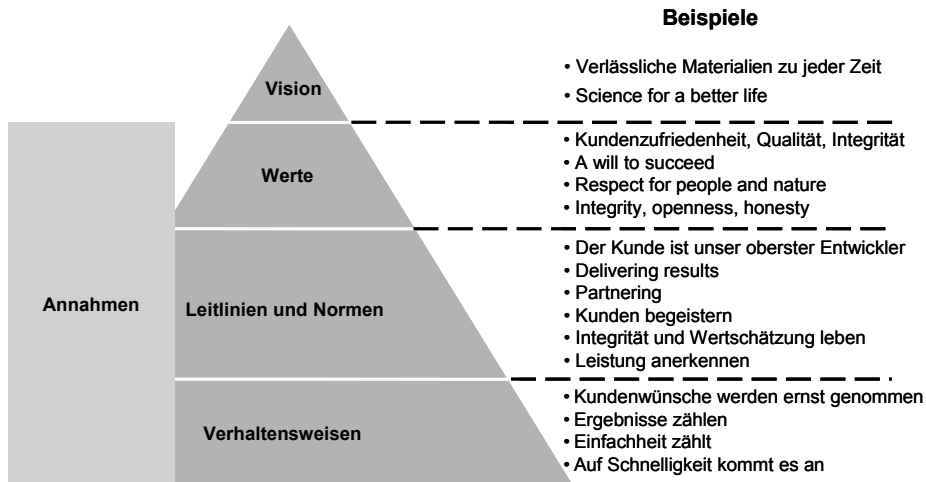 Beispiele
Vision
• Verlässliche Materialien zu jeder Zeit
• Science for a better life
Werte
• Kundenzufriedenheit, Qualität, Integrität
• A will to succeed
• Respect for people and nature
• Integrity, openness, honesty
Annahmen
Leitlinien und Normen
• Der Kunde ist unser oberster Entwickler
• Delivering results
• Partnering
• Kunden begeistern
• Integrität und Wertschätzung leben
• Leistung anerkennen
Verhaltensweisen
• Kundenwünsche werden ernst genommen
• Ergebnisse zählen
• Einfachheit zählt
• Auf Schnelligkeit kommt es an